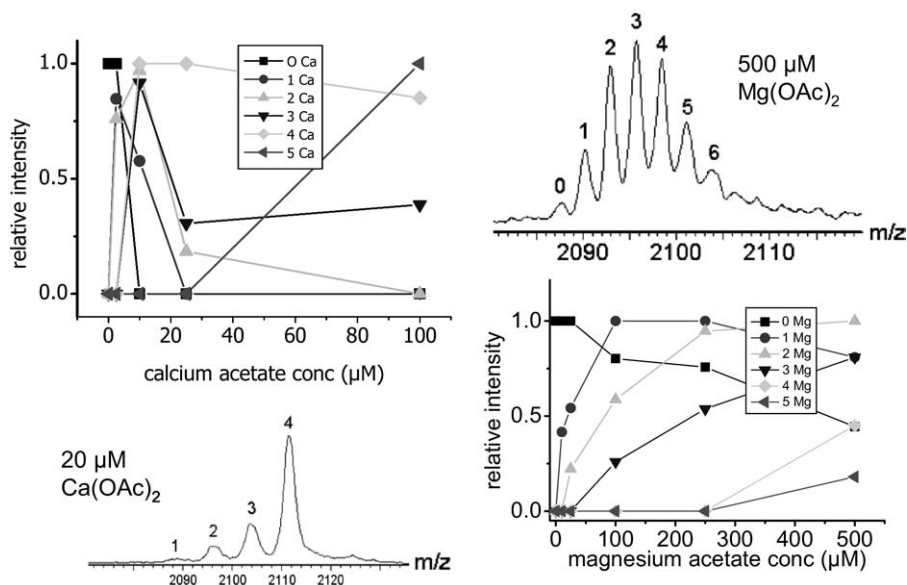 1.0
0.5
0.0
relative intensity
0 Ca
1 Ca
2 Ca
3 Ca
4 Ca
5 Ca
0 20 40 60 80 100
calcium acetate conc (µM)
0 1 2 3 4 5 6
500 µM
Mg(OAc)2
2090 2100 2110 m/z
20 µM
Ca(OAc)2
1 2 3 4
2090 2100 2110 2120 m/z
1.0
0.5
0.0
relative intensity
0 Mg
1 Mg
2 Mg
3 Mg
4 Mg
5 Mg
0 100 200 300 400 500
magnesium acetate conc (µM)